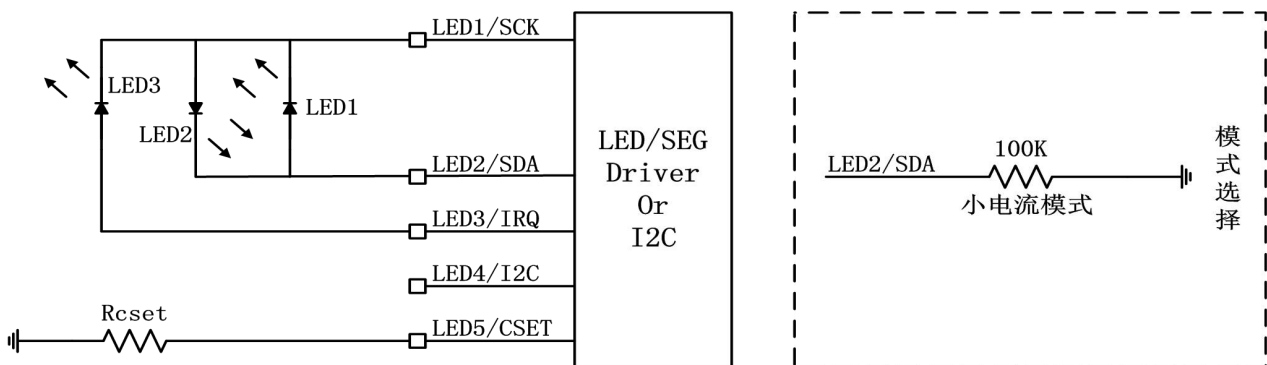 LED1/SCK
LED3
LED1
LED2
LED2/SDA
LED3/IRQ
LED4/I2C
Rcset
LED5/CSET
LED/SEG
Driver
Or
I2C
LED2/SDA
100K
小电流模式
模式选择